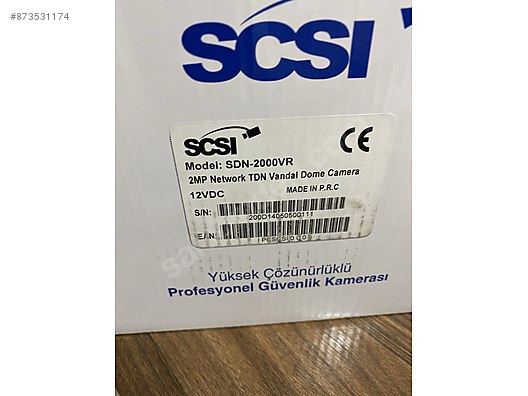 #873531174
SCSI
SCSI
CE
Model: SDN-2000VR
2MP Network TDN Vandal Dome Camera
12VDC MADE IN P.R.C
S/N:
200D14050500111
EAN:
Yüksek Çözünürlüklü
Profesyonel Güvenlik Kamerası